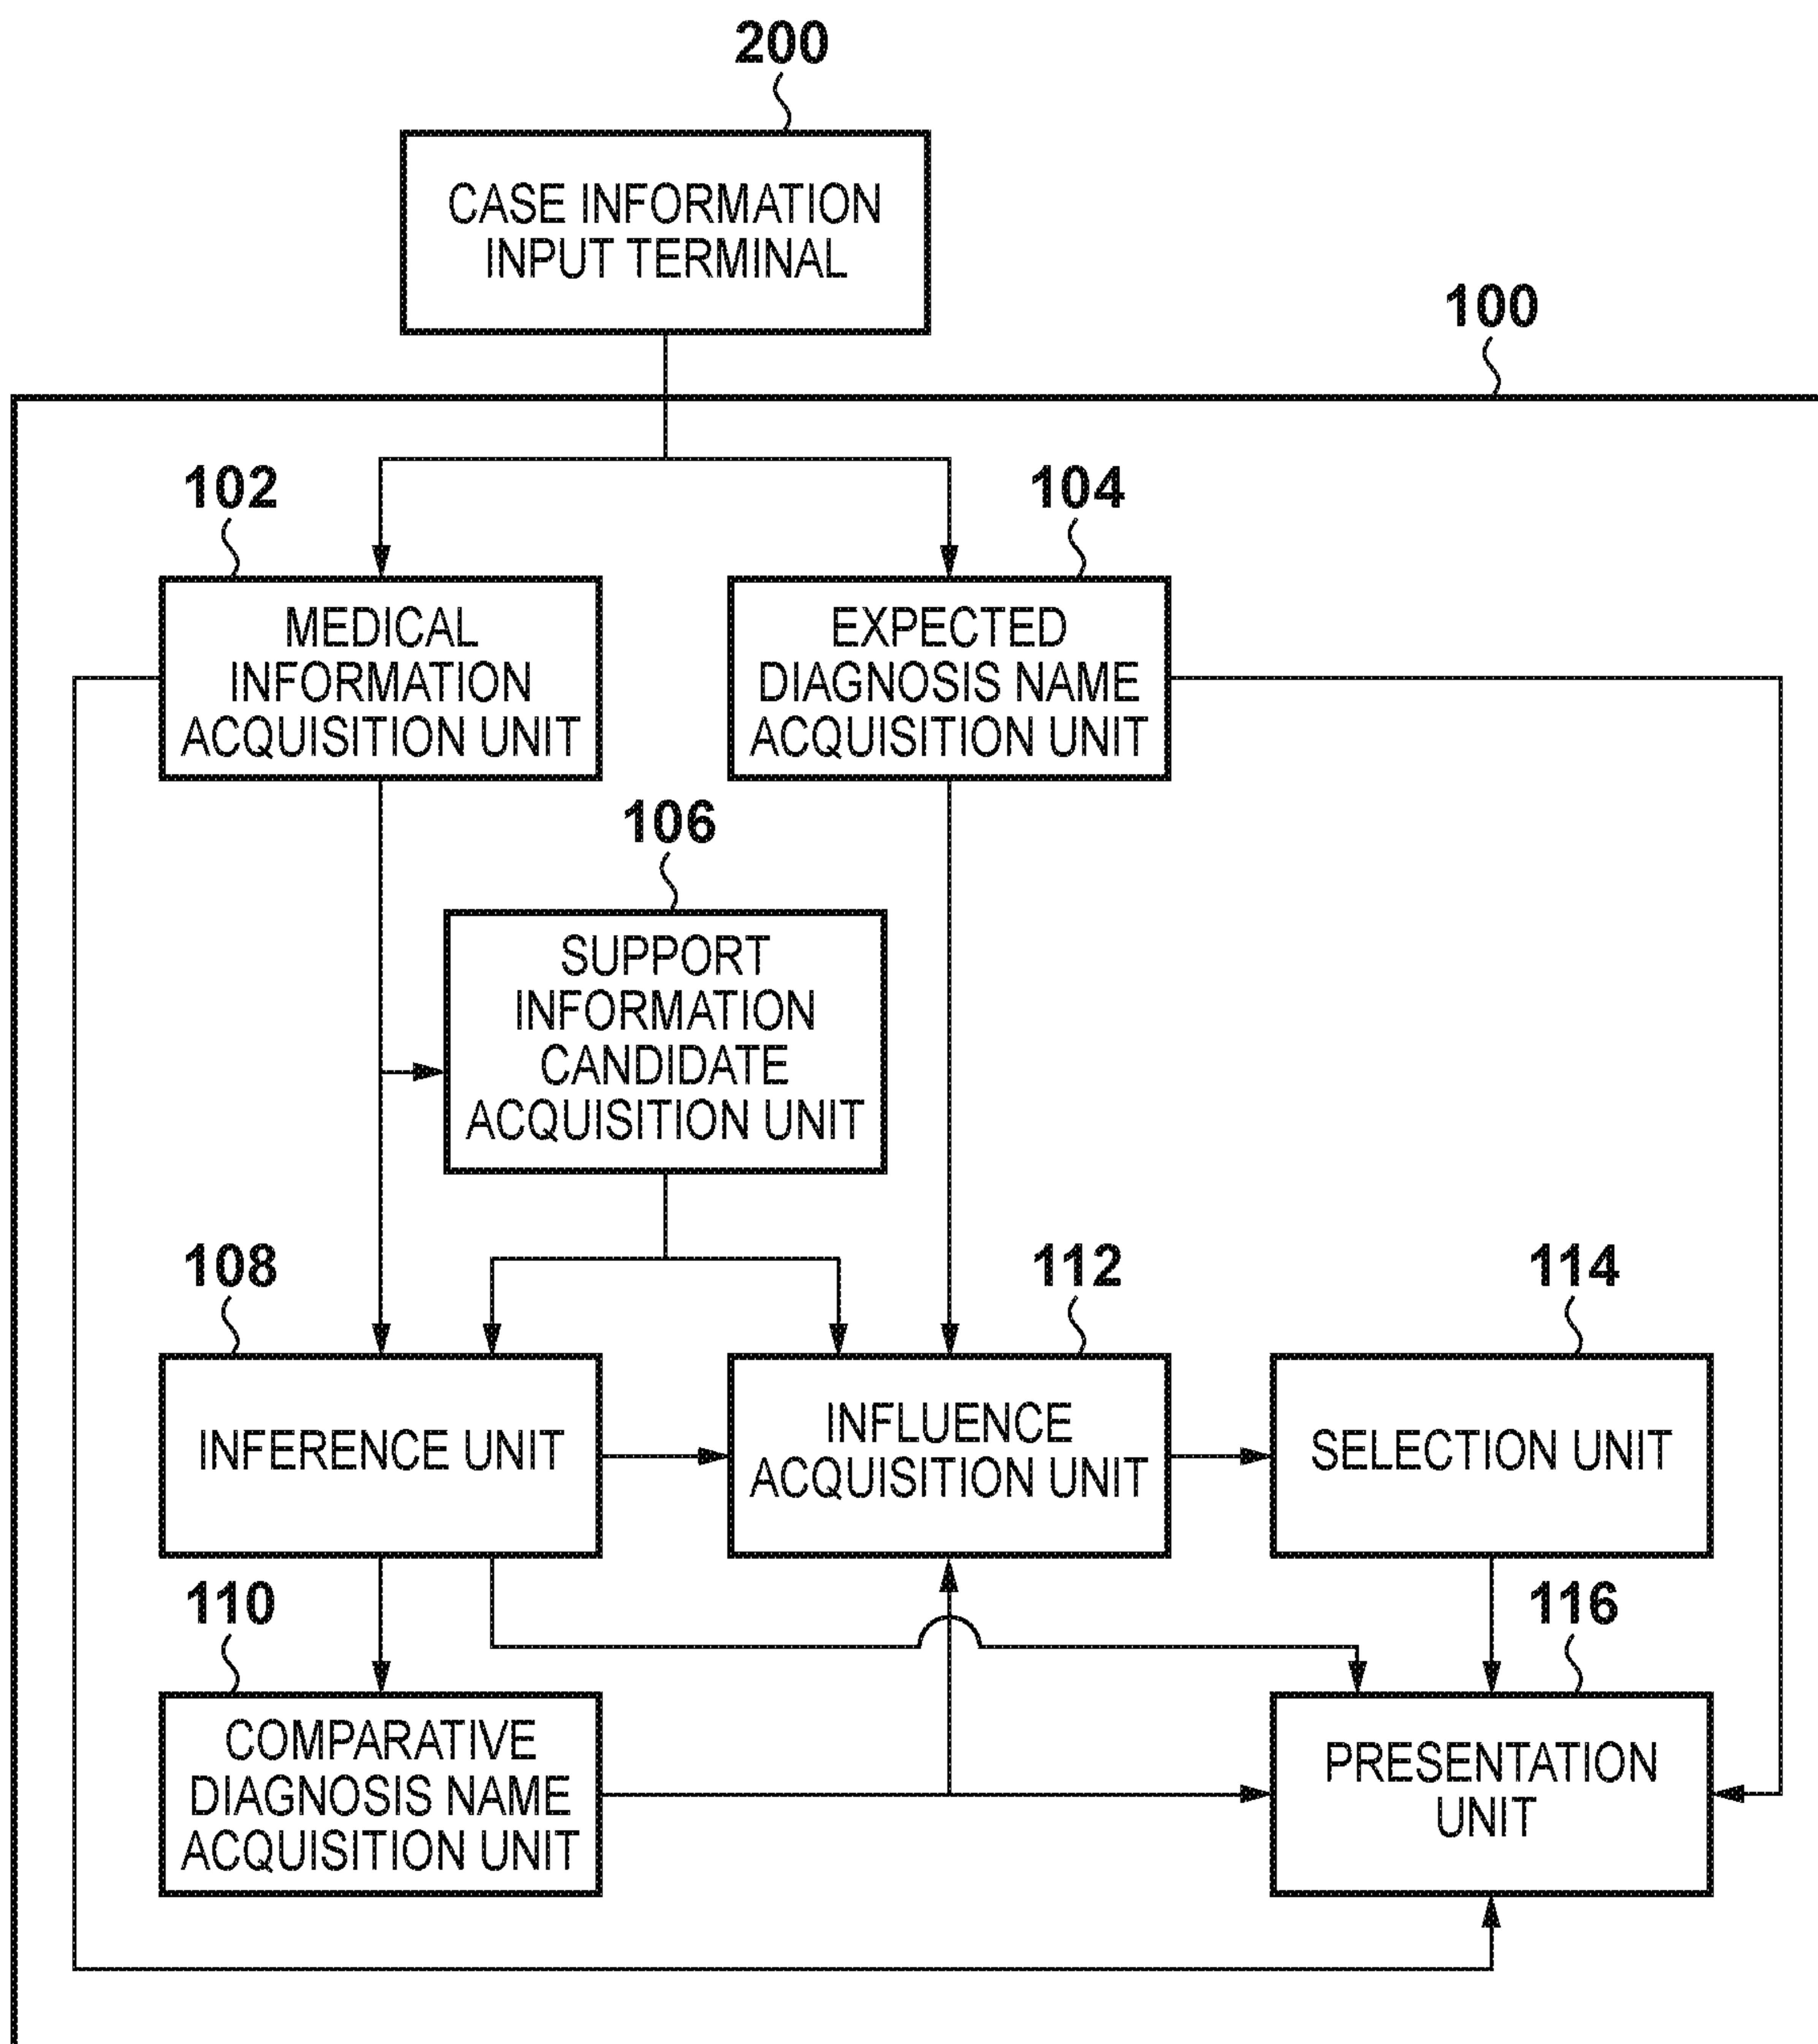 200
CASE INFORMATION
INPUT TERMINAL
100
102
104
MEDICAL
INFORMATION
ACQUISITION UNIT
EXPECTED
DIAGNOSIS NAME
ACQUISITION UNIT
106
SUPPORT
INFORMATION
CANDIDATE
ACQUISITION UNIT
108
112
114
INFERENCE UNIT
INFLUENCE
ACQUISITION UNIT
SELECTION UNIT
110
116
COMPARATIVE
DIAGNOSIS NAME
ACQUISITION UNIT
PRESENTATION
UNIT